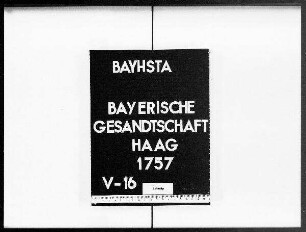 BAYHSTA
BAYERISCHE
GESANDTSCHAFT
HAAG
1757
V-16